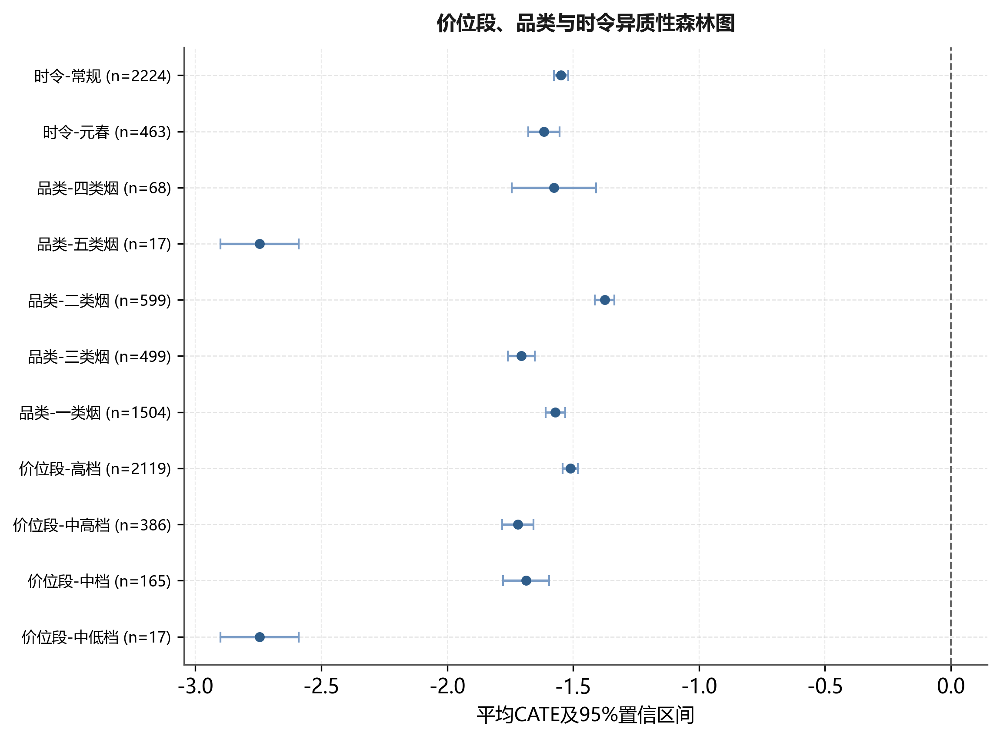 价位段、品类与时令异质性森林图
时令-常规 (n=2224)
时令-元春 (n=463)
品类-四类烟 (n=68)
品类-五类烟 (n=17)
品类-二类烟 (n=599)
品类-三类烟 (n=499)
品类-一类烟 (n=1504)
价位段-高档 (n=2119)
价位段-中高档 (n=386)
价位段-中档 (n=165)
价位段-中低档 (n=17)
-3.0 -2.5 -2.0 -1.5 -1.0 -0.5 0.0
平均CATE及95%置信区间